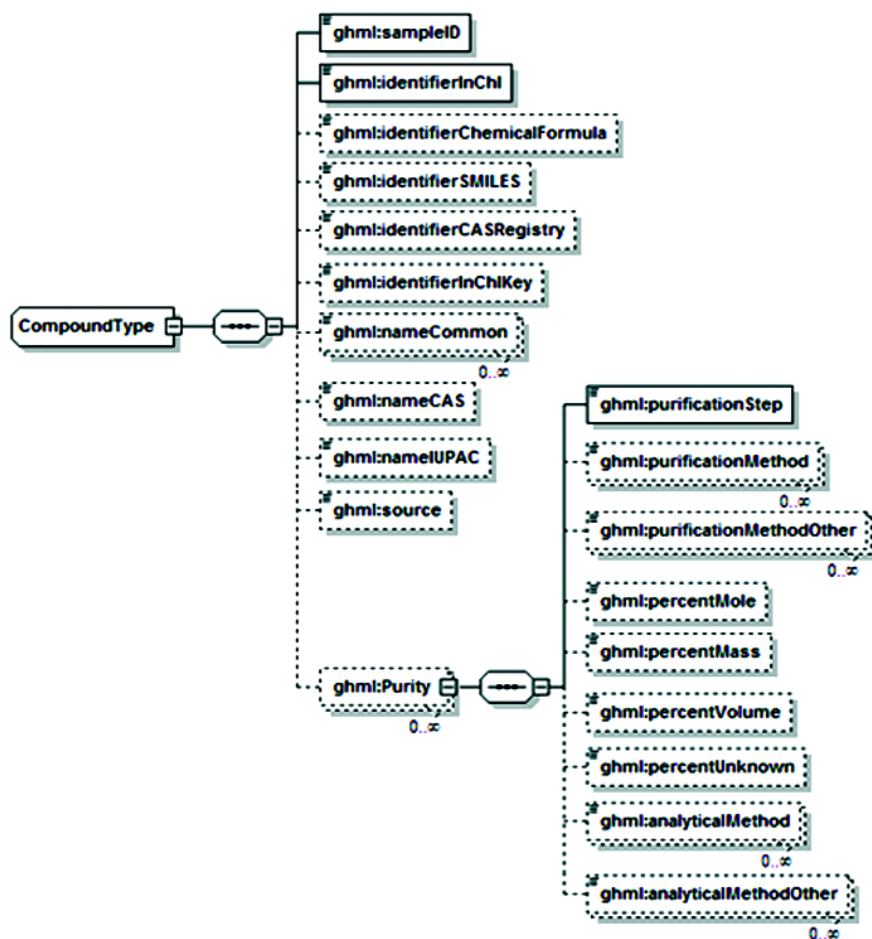 ghml:sampleID
ghml:identifierInChI
ghml:identifierChemicalFormula
ghml:identifierSMILES
ghml:identifierCASRegistry
ghml:identifierInChIKey
CompoundType
ghml:nameCommon
0..∞
ghml:nameCAS
ghml:nameIUPAC
ghml:source
ghml:Purity
0..∞
ghml:purificationStep
ghml:purificationMethod
0..∞
ghml:purificationMethodOther
0..∞
ghml:percentMole
ghml:percentMass
ghml:percentVolume
ghml:percentUnknown
ghml:analyticalMethod
0..∞
ghml:analyticalMethodOther
0..∞